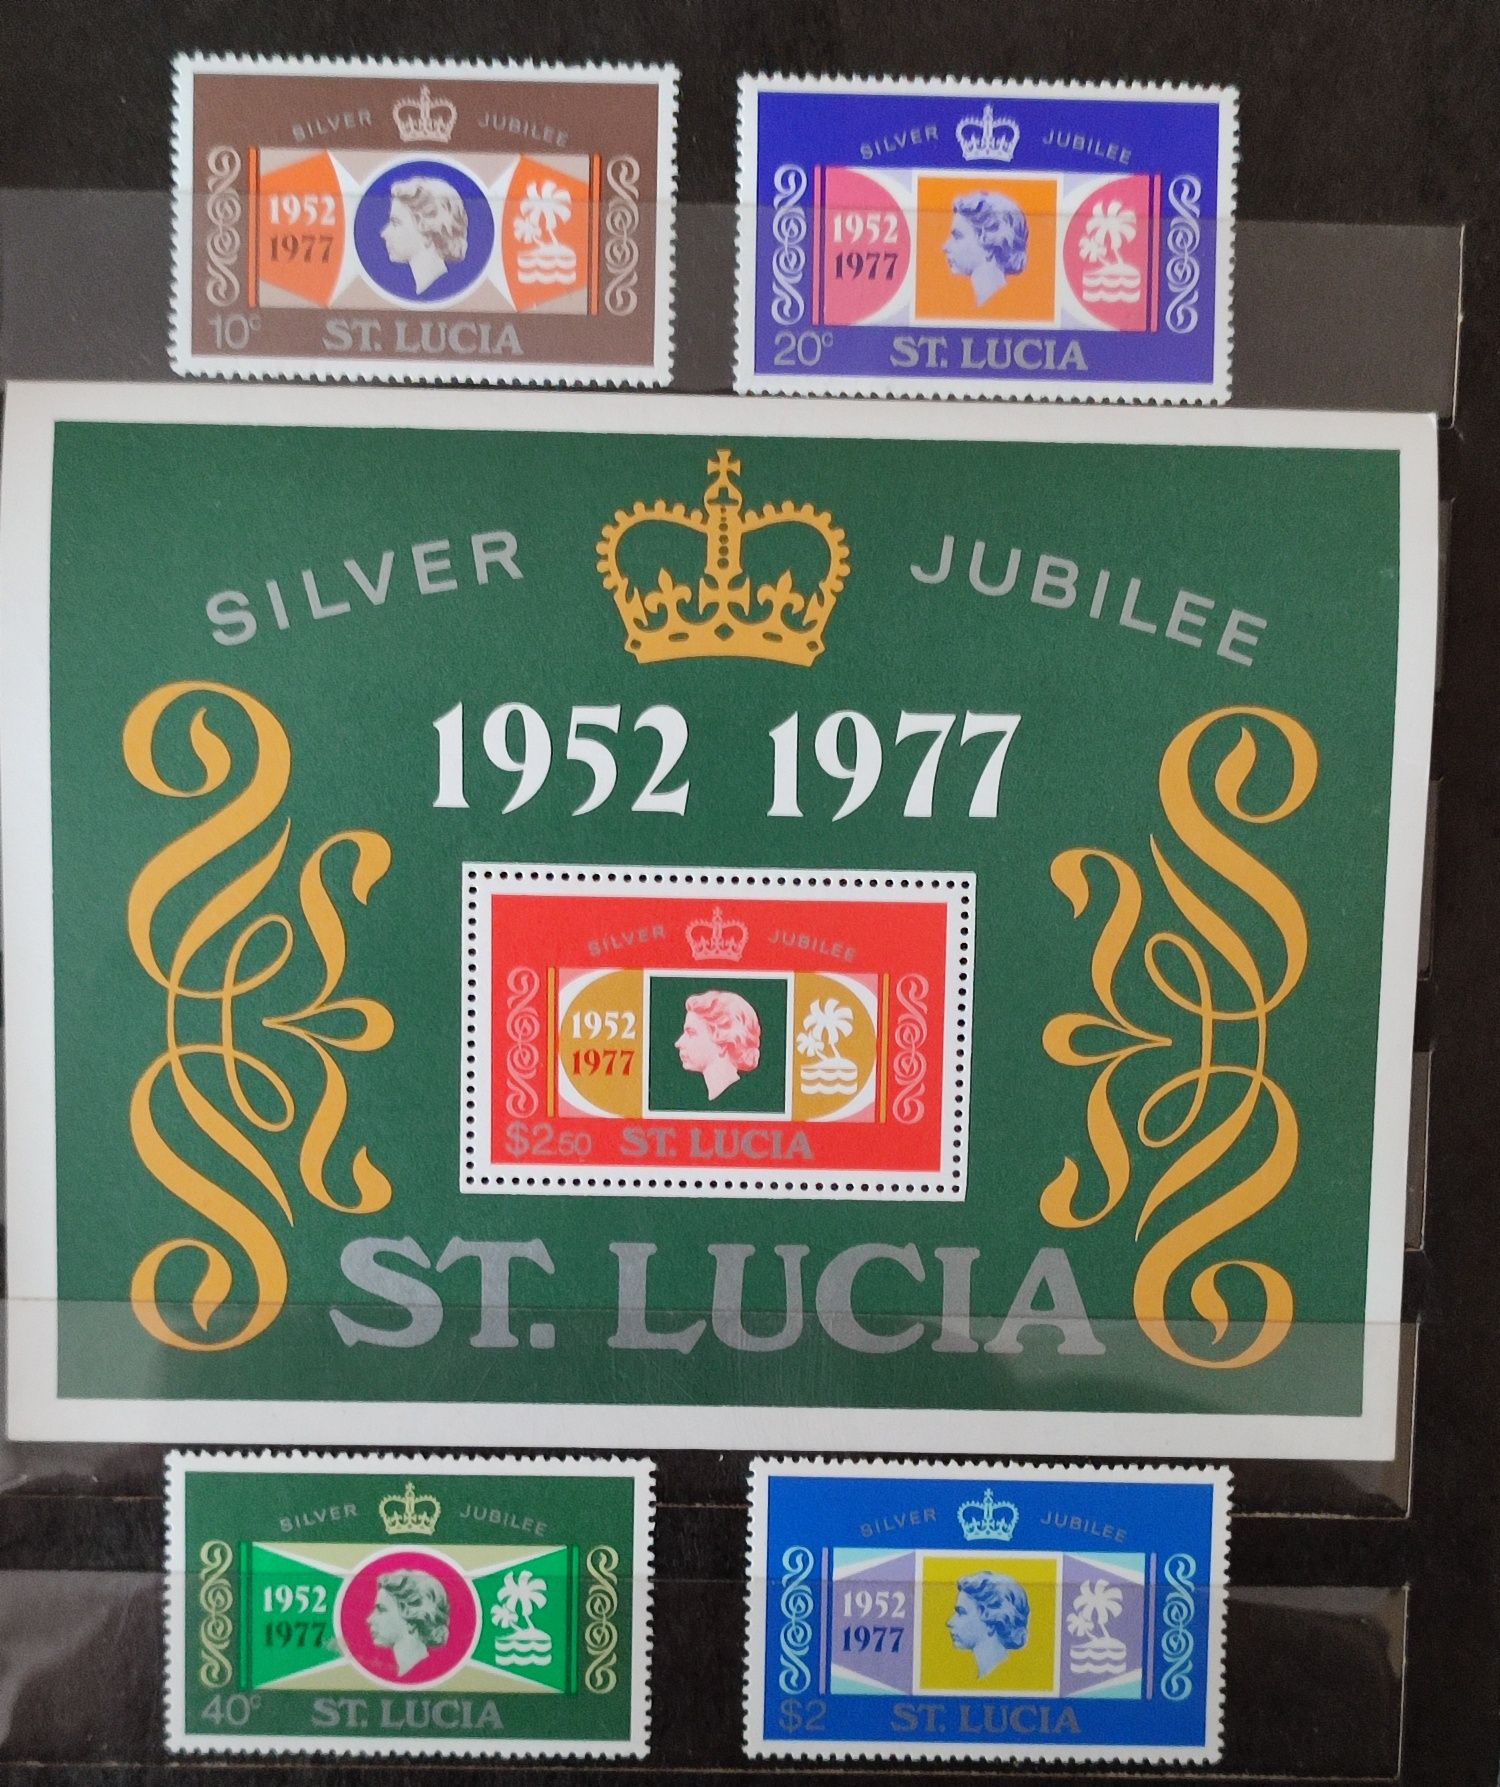 SILVER JUBILEE
1952
1977
10c ST. LUCIA
SILVER JUBILEE
1952
1977
20c ST. LUCIA
SILVER JUBILEE
1952 1977
SILVER JUBILEE
1952
1977
$2.50 ST. LUCIA
ST. LUCIA
SILVER JUBILEE
1952
1977
40c ST. LUCIA
SILVER JUBILEE
1952
1977
$2 ST. LUCIA